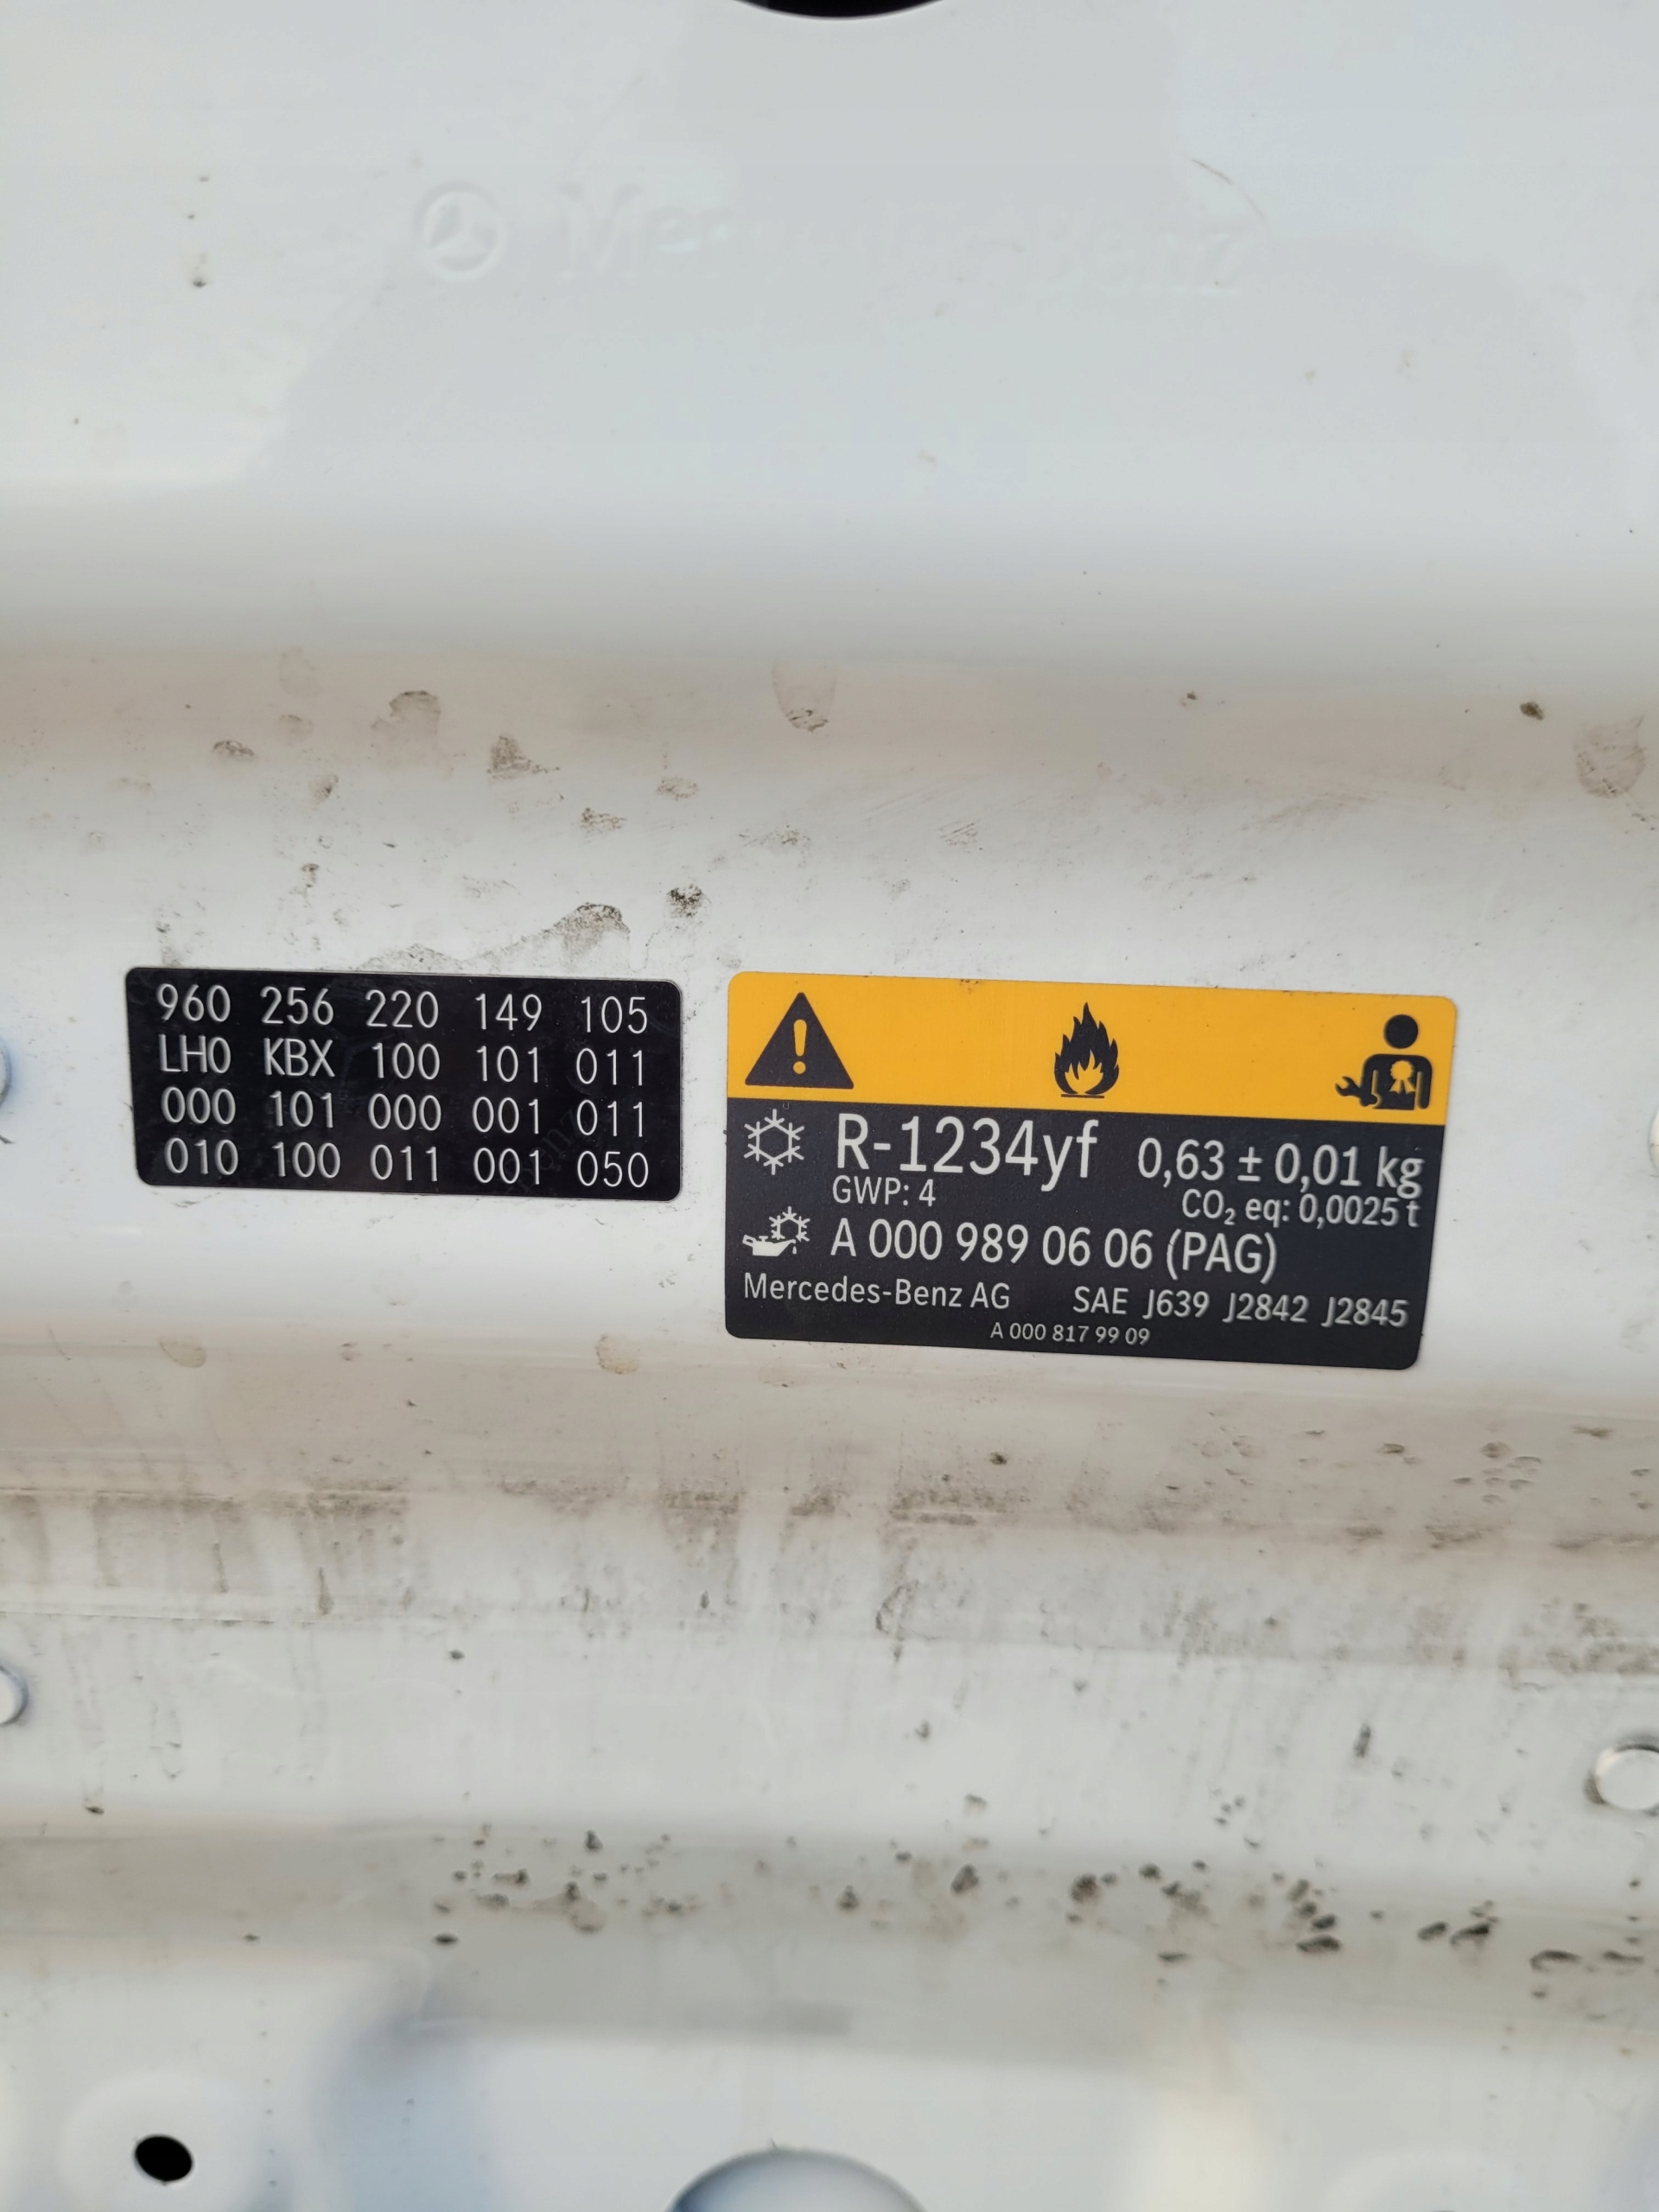 Mercedes-Benz
960 256 220 149 105
LH0 KBX 100 101 011
000 101 000 001 011
010 100 011 001 050
R-1234yf 0,63 ± 0,01 kg
GWP: 4 CO₂ eq: 0,0025 t
A 000 989 06 06 (PAG)
Mercedes-Benz AG SAE J639 J2842 J2845
A 000 817 99 09